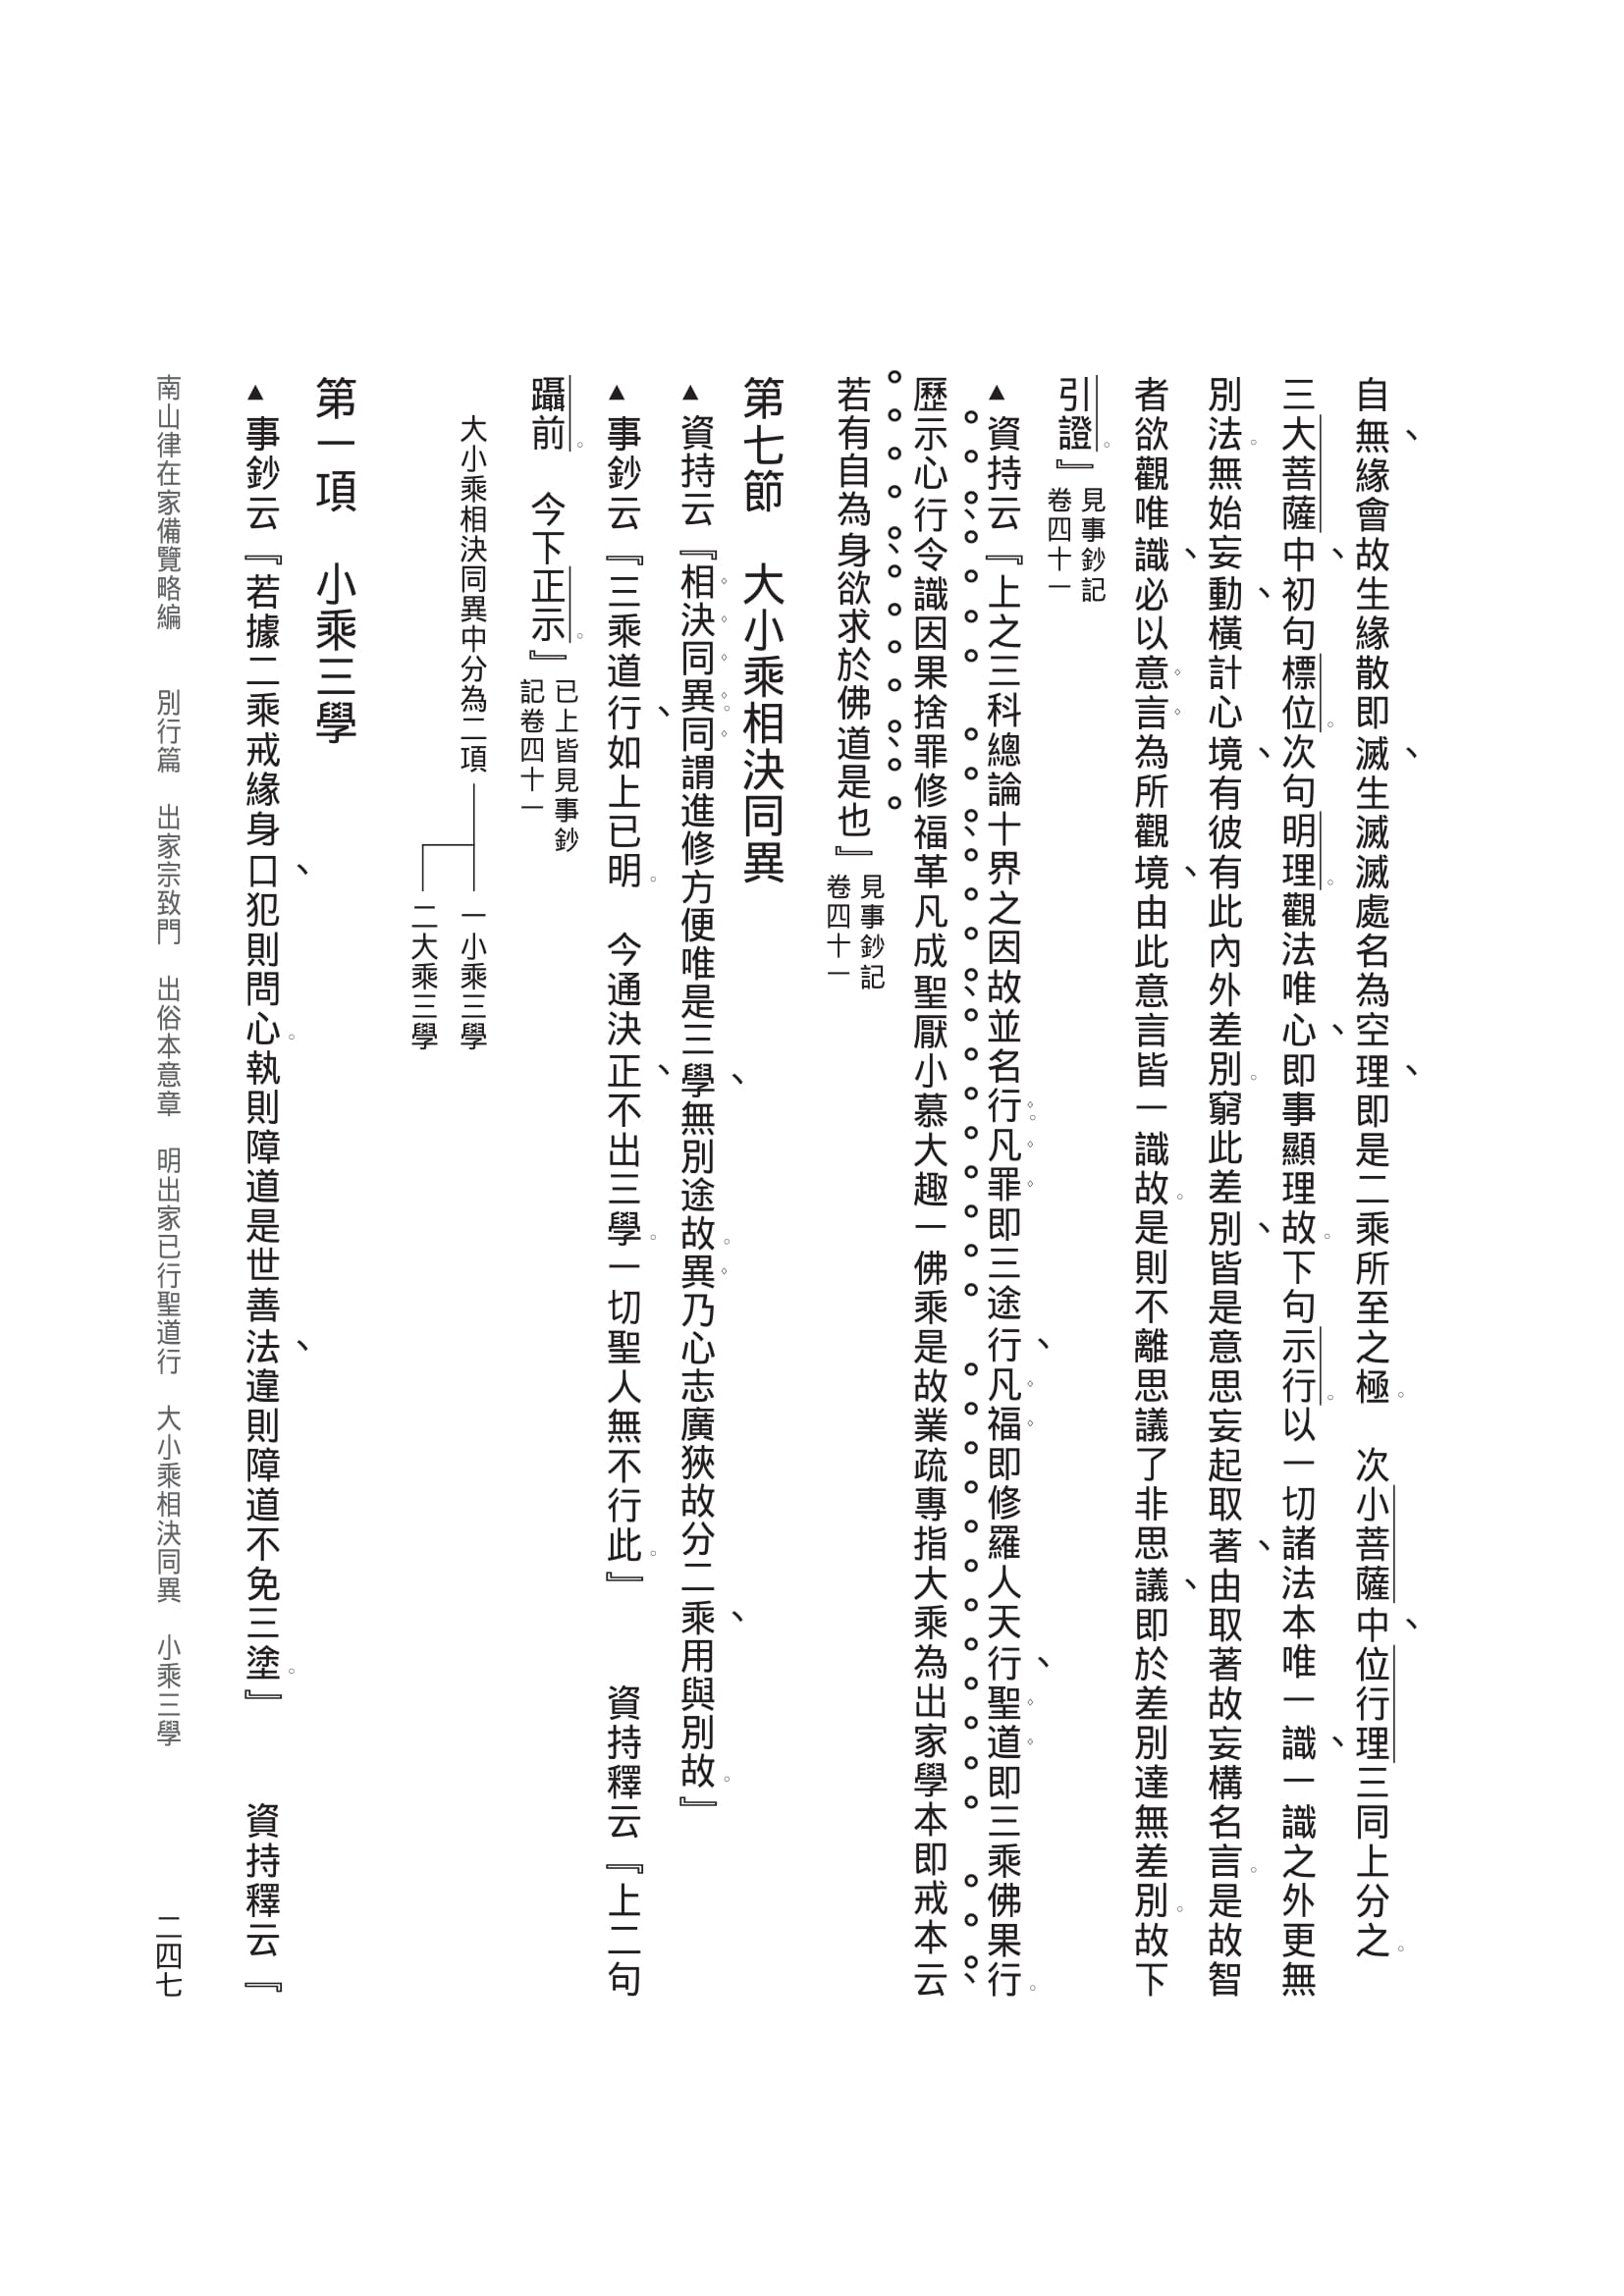 自無、緣會故生緣散即滅、生滅滅處名為空理、即是二乘所至之極。　次小菩薩中、位行理三同上分之。
三大菩薩中、初句標位。次句明理。觀法唯心、即事顯理故。下句示行。以一切諸法本唯一識、一識之外更無
別法。無始妄動、橫計心境、有彼有此內外差別。窮此差別、皆是意思妄起取著、由取著故妄構名言。是故智
者欲觀唯識、必以意言為所觀境、由此意言皆一識故。是則不離思議了非思議、即於差別達無差別。故下
引證。』見事鈔記卷四十一
▲資持云『上之三科總論十界之因故並名行。凡罪即三途行、凡福即修羅人天行、聖道即三乘佛果行。
歷示心行令識因果捨罪修福革凡成聖厭小慕大趣一佛乘是故業疏專指大乘為出家學本即戒本云
若有自為身欲求於佛道是也』見事鈔記卷四十一
第七節　大小乘相決同異
▲資持云『相決同異。同謂進修方便唯是三學、無別途故。異乃心志廣狹故分二乘、用與別故。』
▲事鈔云『三乘道行、如上已明。　今通決正、不出三學。一切聖人無不行此。』　　資持釋云『上二句
躡前。　今下正示。』已上皆見事鈔記卷四十一
大小乘相決同異中分為二項
一小乘三學
二大乘三學
第一項　小乘三學
▲事鈔云『若據二乘戒緣身口、犯則問心。執則障道是世善法、違則障道不免三塗。』　　資持釋云『
南山律在家備覽略編　　別行篇　出家宗致門　出俗本意章　明出家已行聖道行　大小乘相決同異　小乘三學
二四七